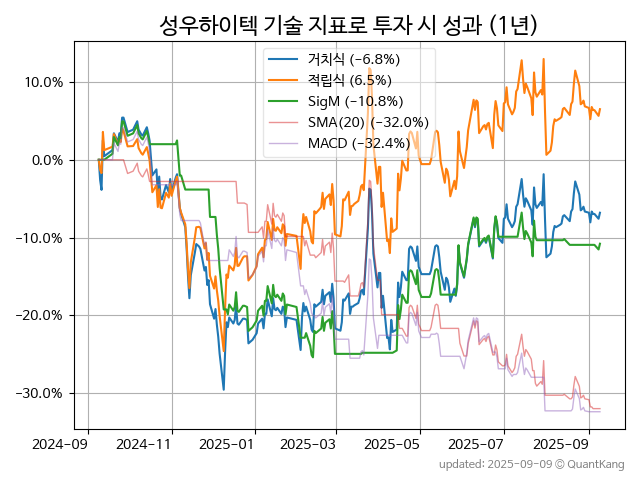 성우하이텍 기술 지표로 투자 시 성과 (1년)
거치식 (−6.8%)
적립식 (6.5%)
SigM (−10.8%)
SMA(20) (−32.0%)
MACD (−32.4%)
10.0%
0.0%
−10.0%
−20.0%
−30.0%
2024-09 2024-11 2025-01 2025-03 2025-05 2025-07 2025-09
updated: 2025-09-09 ⓒ QuantKang